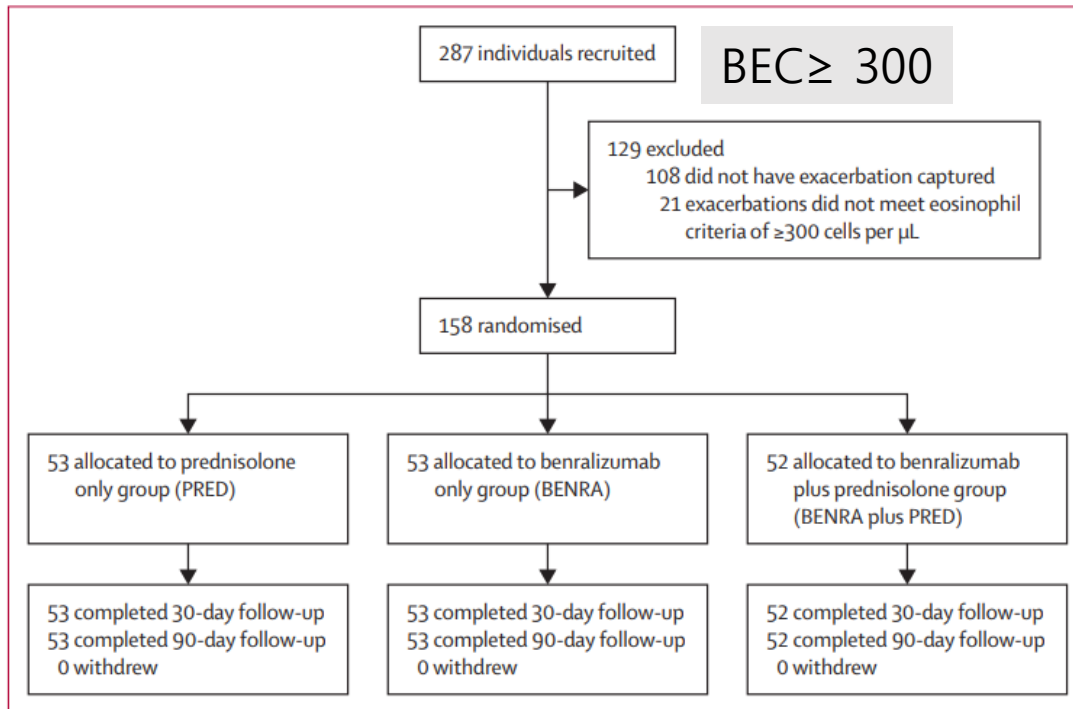 287 individuals recruited
BEC≥ 300
129 excluded
108 did not have exacerbation captured
21 exacerbations did not meet eosinophil
criteria of ≥300 cells per µL
158 randomised
53 allocated to prednisolone
only group (PRED)
53 allocated to benralizumab
only group (BENRA)
52 allocated to benralizumab
plus prednisolone group
(BENRA plus PRED)
53 completed 30-day follow-up
53 completed 90-day follow-up
0 withdrew
53 completed 30-day follow-up
53 completed 90-day follow-up
0 withdrew
52 completed 30-day follow-up
52 completed 90-day follow-up
0 withdrew